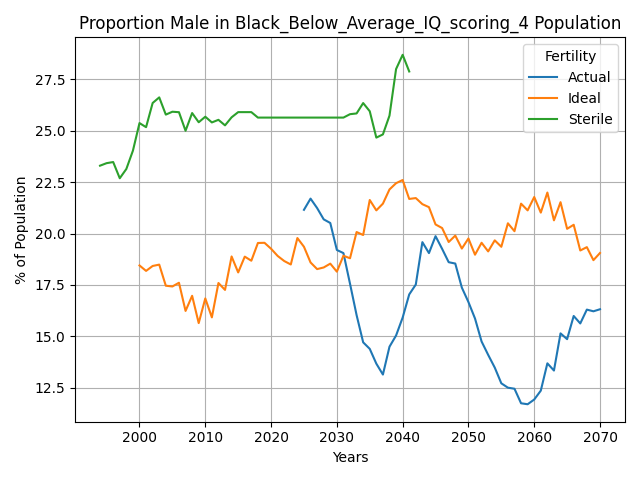 Proportion Male in Black_Below_Average_IQ_scoring_4 Population
Fertility
Actual
Ideal
Sterile
% of Population
27.5
25.0
22.5
20.0
17.5
15.0
12.5
2000 2010 2020 2030 2040 2050 2060 2070
Years